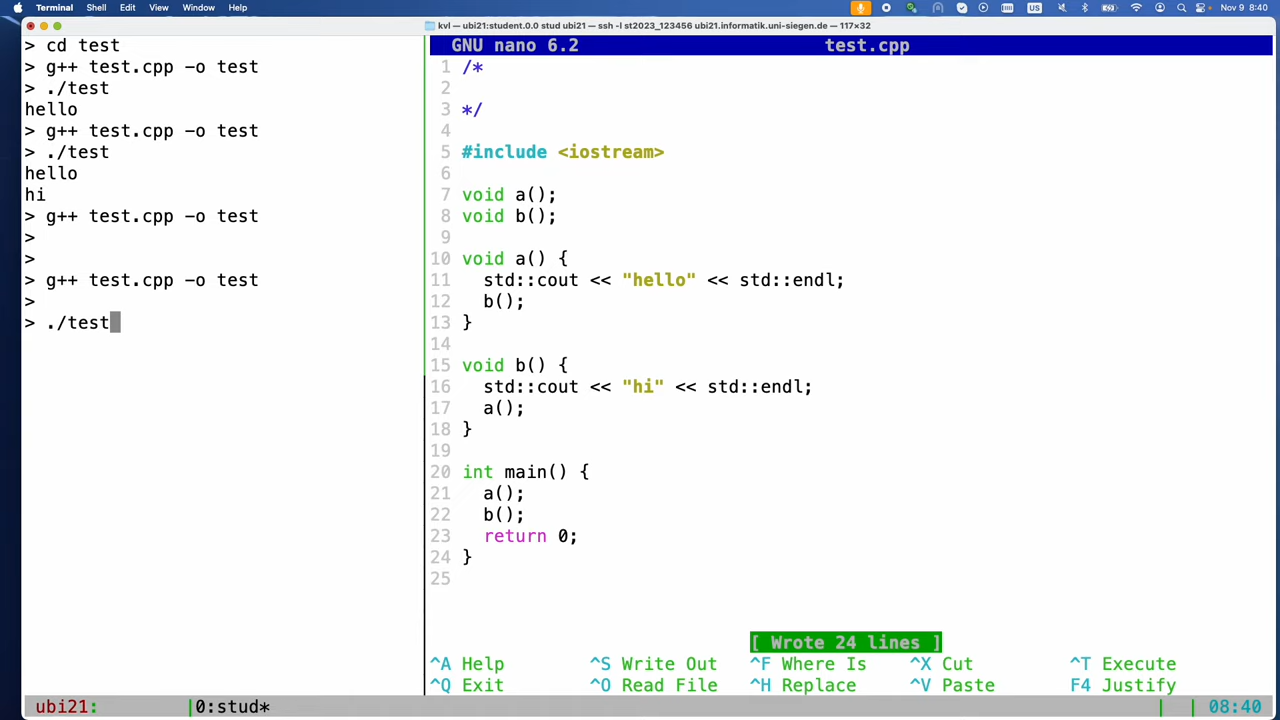 Terminal Shell Edit View Window Help
Nov 9 8:40
kvl — ubi21:student.0.0 stud ubi21 — ssh -l st2023_123456 ubi21.informatik.uni-siegen.de — 117×32
> cd test
> g++ test.cpp -o test
> ./test
hello
> g++ test.cpp -o test
> ./test
hello
hi
> g++ test.cpp -o test
>
>
> g++ test.cpp -o test
>
> ./test
GNU nano 6.2 test.cpp
1 /*
2
3 */
4
5 #include <iostream>
6
7 void a();
8 void b();
9
10 void a() {
11   std::cout << "hello" << std::endl;
12   b();
13 }
14
15 void b() {
16   std::cout << "hi" << std::endl;
17   a();
18 }
19
20 int main() {
21   a();
22   b();
23   return 0;
24 }
25
[ Wrote 24 lines ]
^A Help ^S Write Out ^F Where Is ^X Cut ^T Execute
^Q Exit ^O Read File ^H Replace ^V Paste F4 Justify
ubi21: |0:stud* | | 08:40